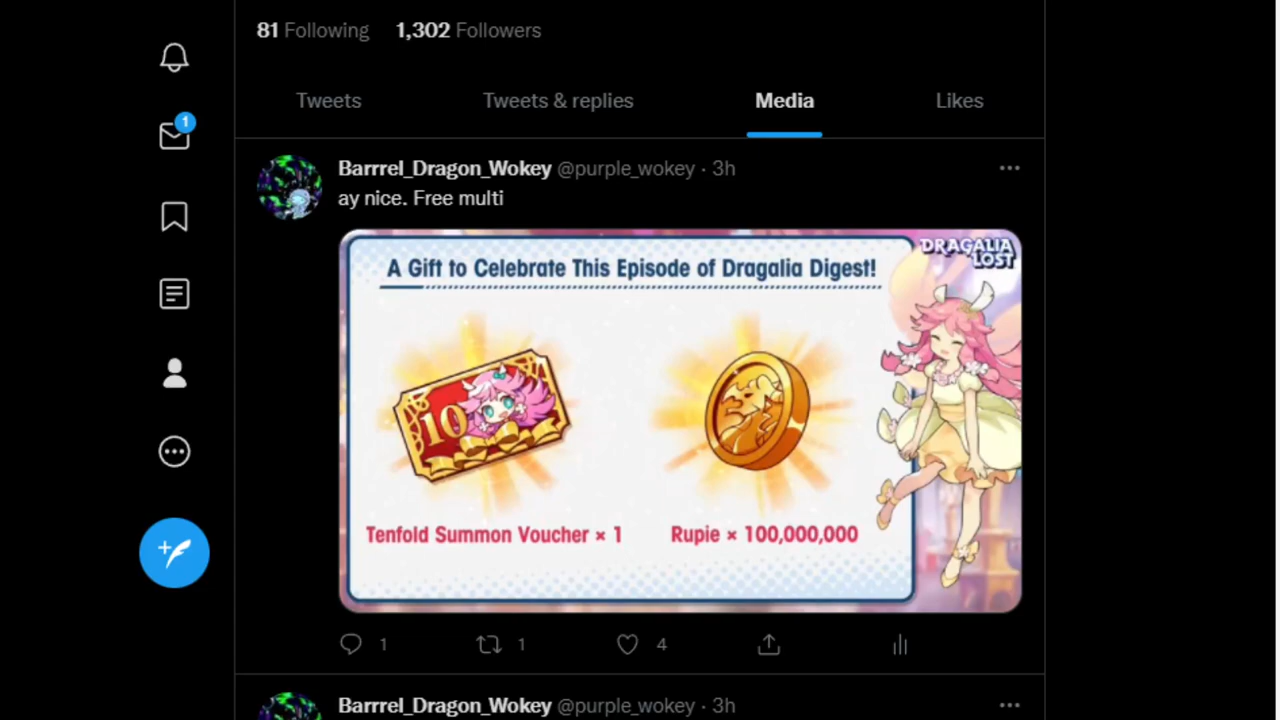 81 Following 1,302 Followers
Tweets Tweets & replies Media Likes
1
Barrrel_Dragon_Wokey @purple_wokey · 3h
ay nice. Free multi
DRAGALIA
LOST
A Gift to Celebrate This Episode of Dragalia Digest!
10
Tenfold Summon Voucher × 1 Rupie × 100,000,000
1 1 4
Barrrel_Dragon_Wokey @purple_wokey · 3h